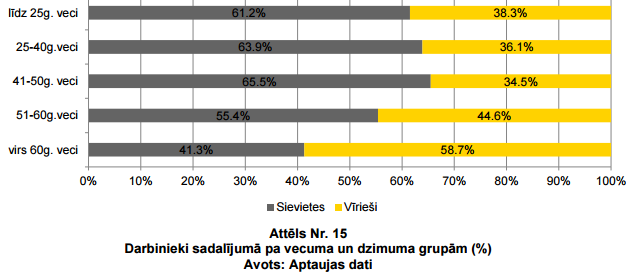 līdz 25g. veci 61.2% 38.3%
25-40g.veci 63.9% 36.1%
41-50g. veci 65.5% 34.5%
51-60g.veci 55.4% 44.6%
virs 60g. veci 41.3% 58.7%
0% 10% 20% 30% 40% 50% 60% 70% 80% 90% 100%
Sievietes Vīrieši
Attēls Nr. 15
Darbinieki sadalījumā pa vecuma un dzimuma grupām (%)
Avots: Aptaujas dati